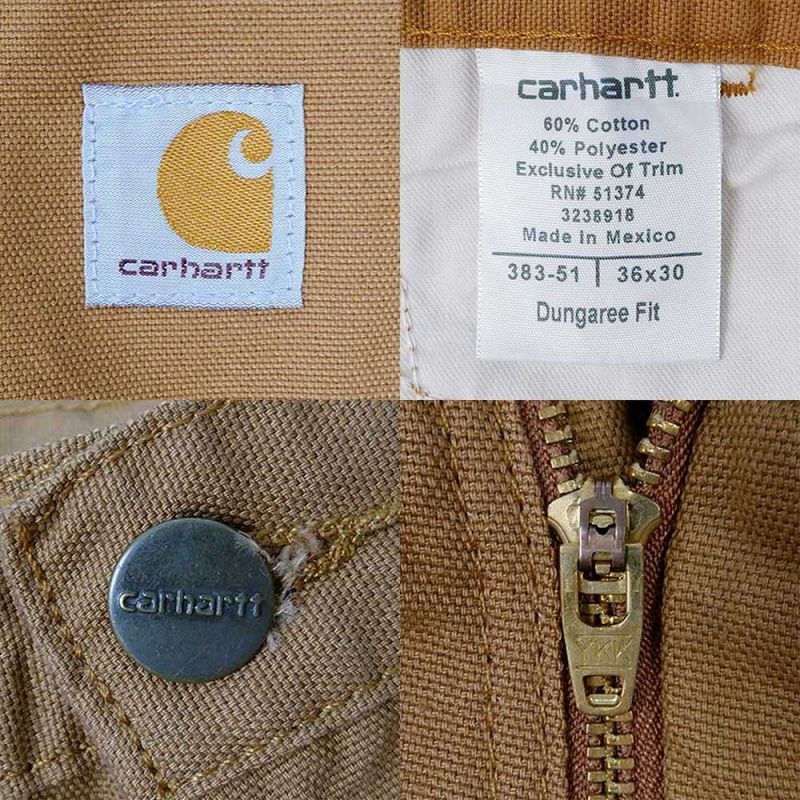 carhartt
carhartt.
60% Cotton
40% Polyester
Exclusive Of Trim
RN# 51374
3238918
Made In Mexico
383-51 | 36x30
Dungaree Fit
carhartt
YKK